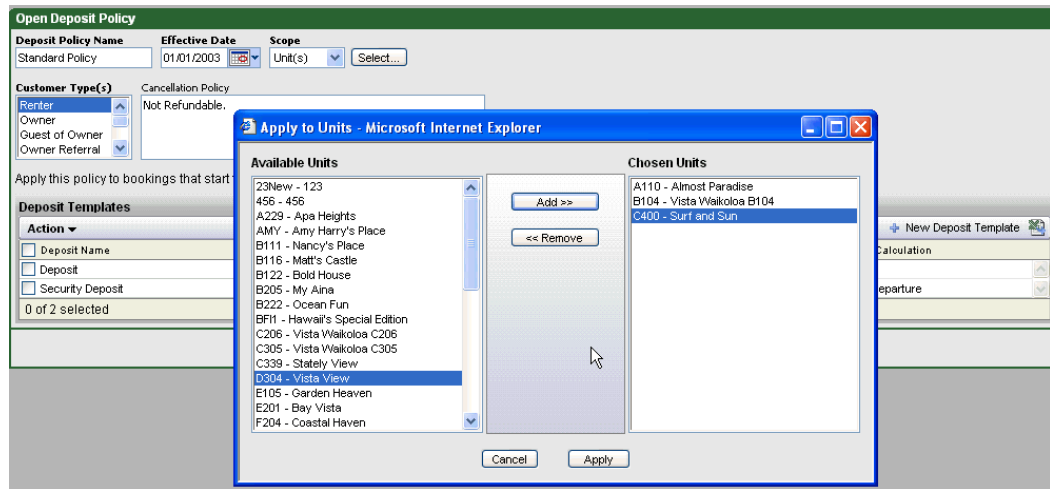 Open Deposit Policy
Deposit Policy Name Effective Date Scope
Standard Policy 01/01/2003 Unit(s) Select...
Customer Type(s) Cancellation Policy
Renter
Owner
Guest of Owner
Owner Referral
Not Refundable.
Apply this policy to bookings that start
Deposit Templates
Action
New Deposit Template
Deposit Name
Calculation
Deposit
Security Deposit
eparture
0 of 2 selected
Apply to Units - Microsoft Internet Explorer
Available Units
23New - 123
456 - 456
A229 - Apa Heights
AMY - Amy Harry's Place
B111 - Nancy's Place
B116 - Matt's Castle
B122 - Bold House
B205 - My Aina
B222 - Ocean Fun
BFI1 - Hawaii's Special Edition
C206 - Vista Waikoloa C206
C305 - Vista Waikoloa C305
C339 - Stately View
D304 - Vista View
E105 - Garden Heaven
E201 - Bay Vista
F204 - Coastal Haven
Add >>
<< Remove
Chosen Units
A110 - Almost Paradise
B104 - Vista Waikoloa B104
C400 - Surf and Sun
Cancel Apply